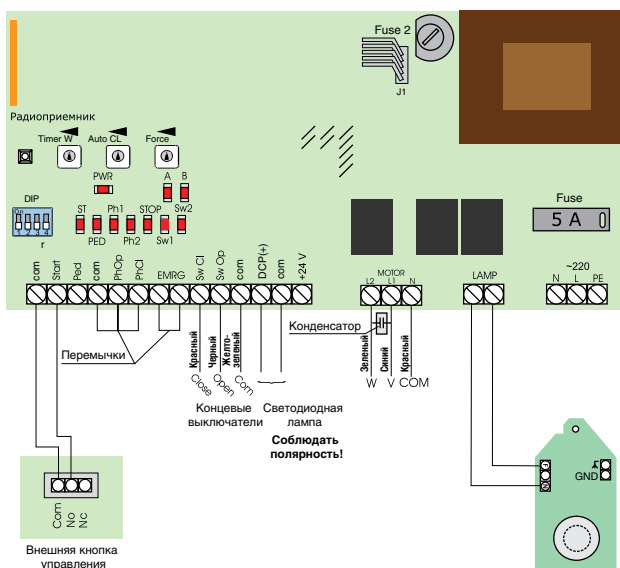 Fuse 2
J1
Радиоприемник
Timer W
Auto CL
Force
PWR
A
B
DIP
On
1 2 3 4
r
ST
Ph1
STOP
Sw2
PED
Ph2
Sw1
Fuse
5 A
com
Start
Ped
com
PhOp
PhCl
EMRG
Sw Cl
Sw Op
com
DCP(+)
com
+24 V
MOTOR
L2
L1
N
LAMP
~220
N
L
PE
Перемычки
Красный
Черный
Желто-
зеленый
Close
Open
Com
Конденсатор
Зеленый
Синий
Красный
W
V
COM
Концевые
выключатели
Светодиодная
лампа
Соблюдать
полярность!
GND
Com
No
Nc
Внешняя кнопка
управления